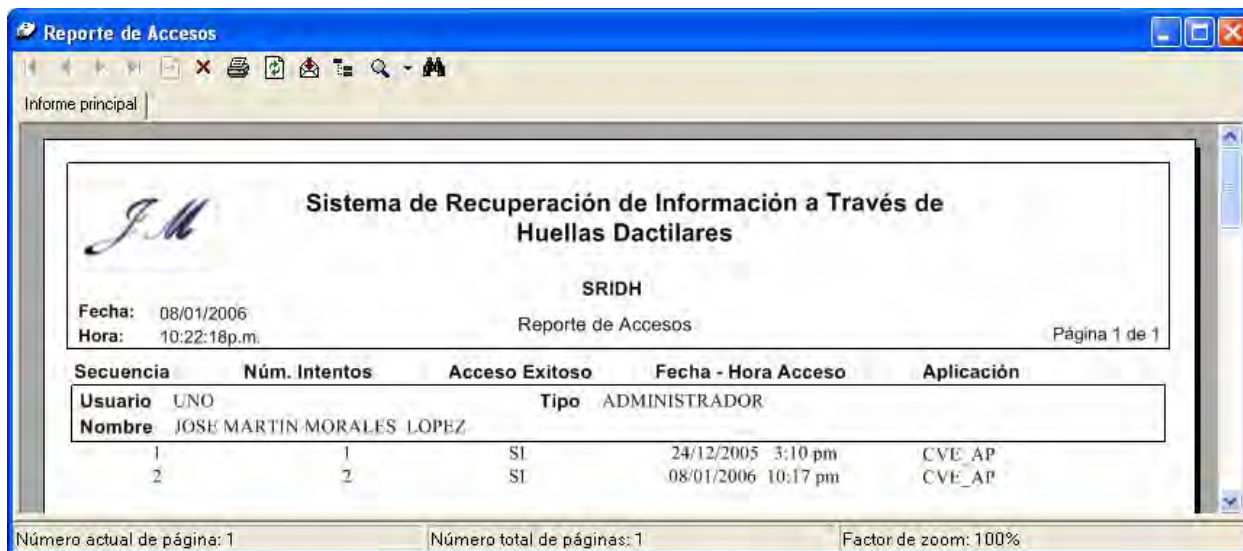 Reporte de Accesos
Informe principal
JM
Sistema de Recuperación de Información a Través de
Huellas Dactilares
SRIDH
Fecha: 08/01/2006
Reporte de Accesos
Hora: 10:22:18p.m.
Página 1 de 1
Secuencia Núm. Intentos Acceso Exitoso Fecha - Hora Acceso Aplicación
Usuario UNO Tipo ADMINISTRADOR
Nombre JOSE MARTIN MORALES LOPEZ
1 1 SI 24/12/2005 3:10 pm CVE_AP
2 2 SI 08/01/2006 10:17 pm CVE_AP
Número actual de página: 1 Número total de páginas: 1 Factor de zoom: 100%